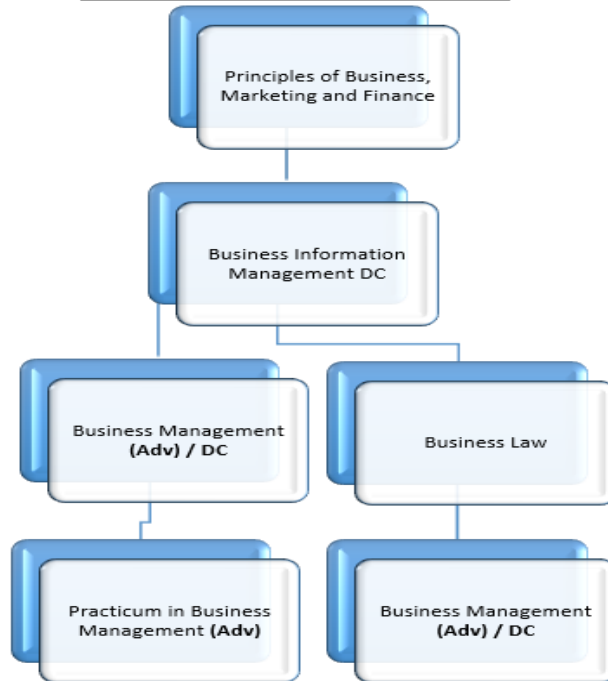 Principles of Business,
Marketing and Finance
Business Information
Management DC
Business Management
(Adv) / DC
Business Law
Practicum in Business
Management (Adv)
Business Management
(Adv) / DC